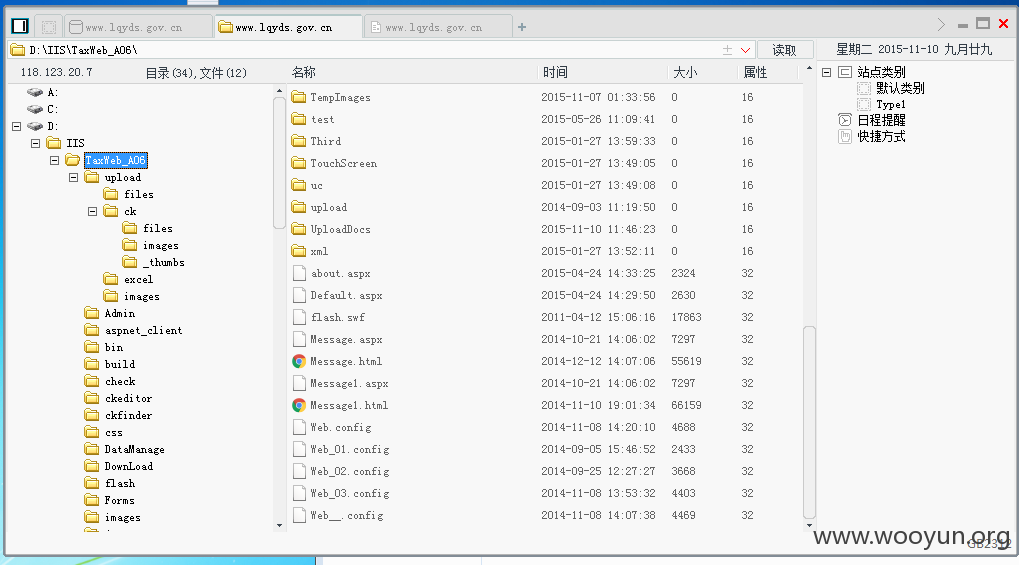 www.lqyds.gov.cn
www.lqyds.gov.cn
www.lqyds.gov.cn
D:\IIS\TaxWeb_A06\
读取
星期二 2015-11-10 九月廿九
118.123.20.7
目录(34),文件(12)
名称 时间 大小 属性
A:
C:
D:
IIS
TaxWeb_A06
upload
files
ck
files
images
_thumbs
excel
images
Admin
aspnet_client
bin
build
check
ckeditor
ckfinder
css
DataManage
DownLoad
flash
Forms
images
TempImages 2015-11-07 01:33:56 0 16
test 2015-05-26 11:09:41 0 16
Third 2015-01-27 13:59:33 0 16
TouchScreen 2015-01-27 13:49:05 0 16
uc 2015-01-27 13:49:08 0 16
upload 2014-09-03 11:19:50 0 16
UploadDocs 2015-11-10 11:46:23 0 16
xml 2015-01-27 13:52:11 0 16
about.aspx 2015-04-24 14:33:25 2324 32
Default.aspx 2015-04-24 14:29:50 2630 32
flash.swf 2011-04-12 15:06:16 17863 32
Message.aspx 2014-10-21 14:06:02 7297 32
Message.html 2014-12-12 14:07:06 55619 32
Message1.aspx 2014-10-21 14:06:02 7297 32
Message1.html 2014-11-10 19:01:34 66159 32
Web.config 2014-11-08 14:20:10 4688 32
Web_01.config 2014-09-05 15:46:52 2433 32
Web_02.config 2014-09-25 12:27:27 3668 32
Web_03.config 2014-11-08 13:53:32 4403 32
Web__.config 2014-11-08 14:07:38 4469 32
站点类别
默认类别
Type1
日程提醒
快捷方式
www.wooyun.org
GB2312